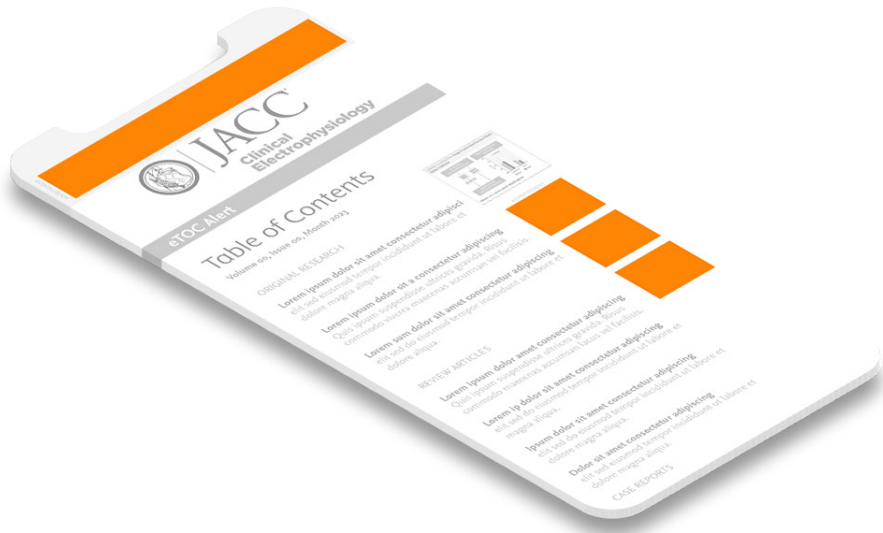 JACC
Clinical
Electrophysiology
eTOC Alert
Table of Contents
Volume 00, Issue 00, Month 2023
ORIGINAL RESEARCH
Lorem ipsum dolor sit amet consectetur adipisci
elit sed eiusmod tempor incididunt ut labore et
dolore magna aliqua.
Lorem ipsum dolor sit a consectetur adipiscing
Quis ipsum suspendisse ultrices gravida. Risus
commodo viverra maecenas accumsan vel facilisis.
Lorem sum dolor sit amet consectetur adipiscing
elit sed do eiusmod tempor incididunt ut labore et
dolore aliqua.
REVIEW ARTICLES
Lorem ipsum dolor amet consectetur adipiscing
Quis ipsum suspendisse ultrices gravida. Risus
commodo maecenas accumsan lacus vel facilisis.
Lorem ip dolor sit amet consectetur adipiscing
elit sed do eiusmod tempor incididunt ut labore et
magna aliqua.
Ipsum dolor sit amet consectetur adipiscing
elit sed do eiusmod tempor incididunt ut labore et
dolore magna aliqua.
Dolor sit amet consectetur adipiscing
elit sed eiusmod tempor incididunt ut labore et
dolore magna aliqua.
CASE REPORTS